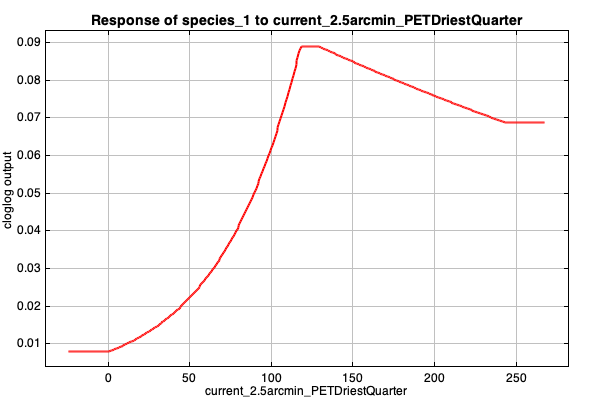 Response of species_1 to current_2.5arcmin_PETDriestQuarter
cloglog output
0.09
0.08
0.07
0.06
0.05
0.04
0.03
0.02
0.01
0 50 100 150 200 250
current_2.5arcmin_PETDriestQuarter